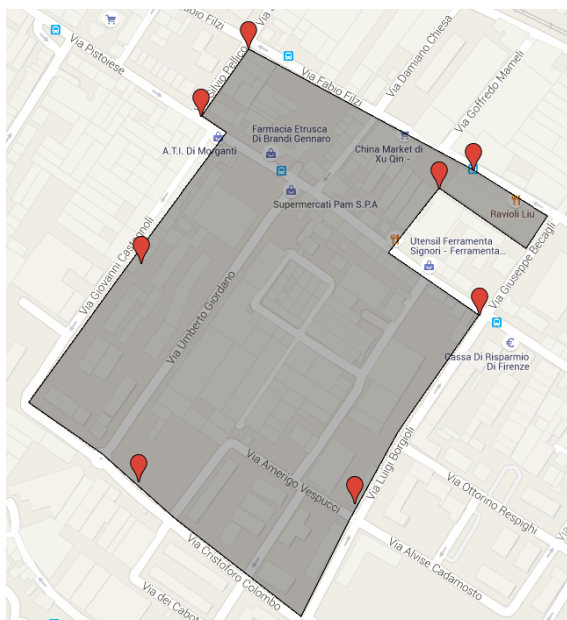 Fabio Filzi
Via S
Via Pistoiese
Silvio Pellico
Via Fabio Filzi
Via Damiano Chiesa
Via Goffredo Mameli
Farmacia Etrusca
Di Brandi Gennaro
A.T.I. Di Morganti
China Market di
Xu Qin -
Supermercati Pam S.P.A
Ravioli Liu
Utensil Ferramenta
Signori - Ferramenta...
Via Giuseppe Becagli
Via Giovanni Castagnoli
Via Umberto Giordano
€
Cassa Di Risparmio
Di Firenze
Via Amerigo Vespucci
Via Luigi Borgioli
Via Ottorino Respighi
Via Alvise Cadamosto
Via Cristoforo Colombo
Via dei Cabot